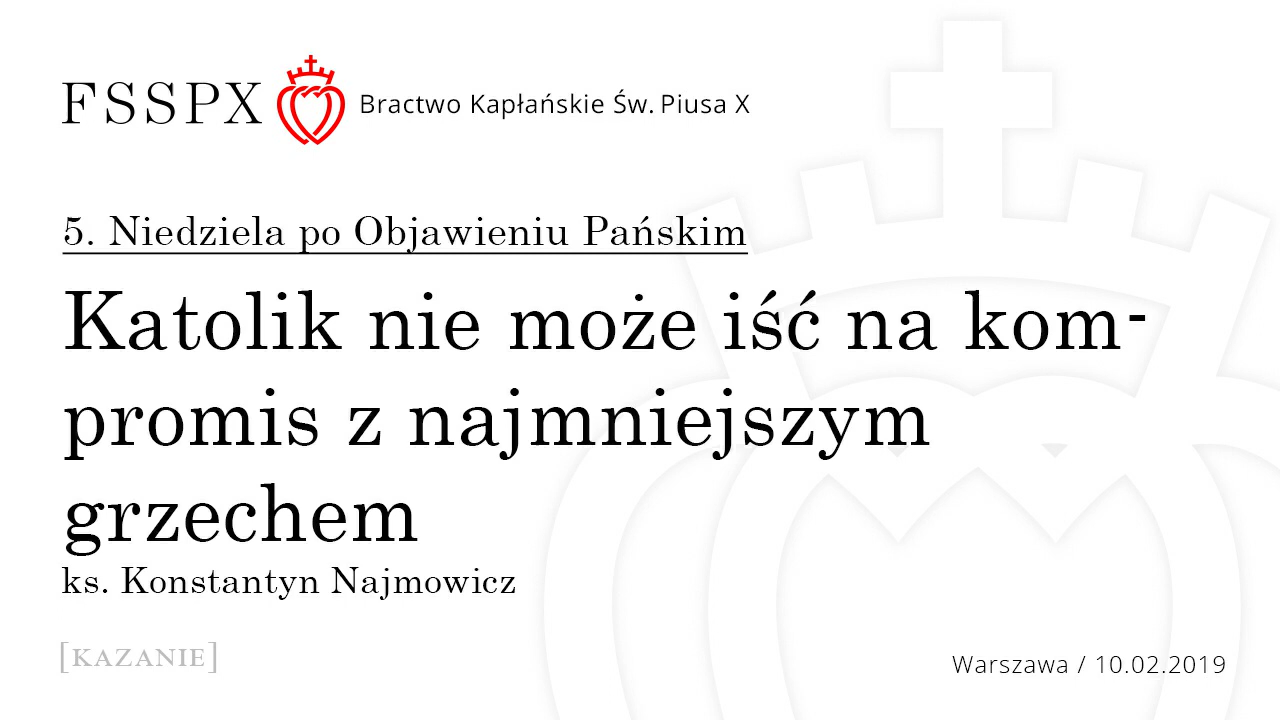 FSSPX Bractwo Kapłańskie Św. Piusa X
5. Niedziela po Objawieniu Pańskim
Katolik nie może iść na kom-
promis z najmniejszym
grzechem
ks. Konstantyn Najmowicz
[KAZANIE]
Warszawa / 10.02.2019